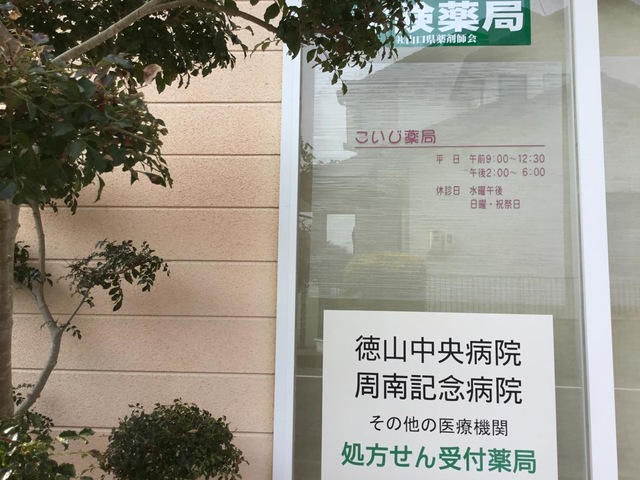 険薬局
山口県薬剤師会
こいじ薬局
平 日 午前9:00〜12:30
午後2:00〜 6:00
休診日 水曜午後
日曜・祝祭日
徳山中央病院
周南記念病院
その他の医療機関
処方せん受付薬局